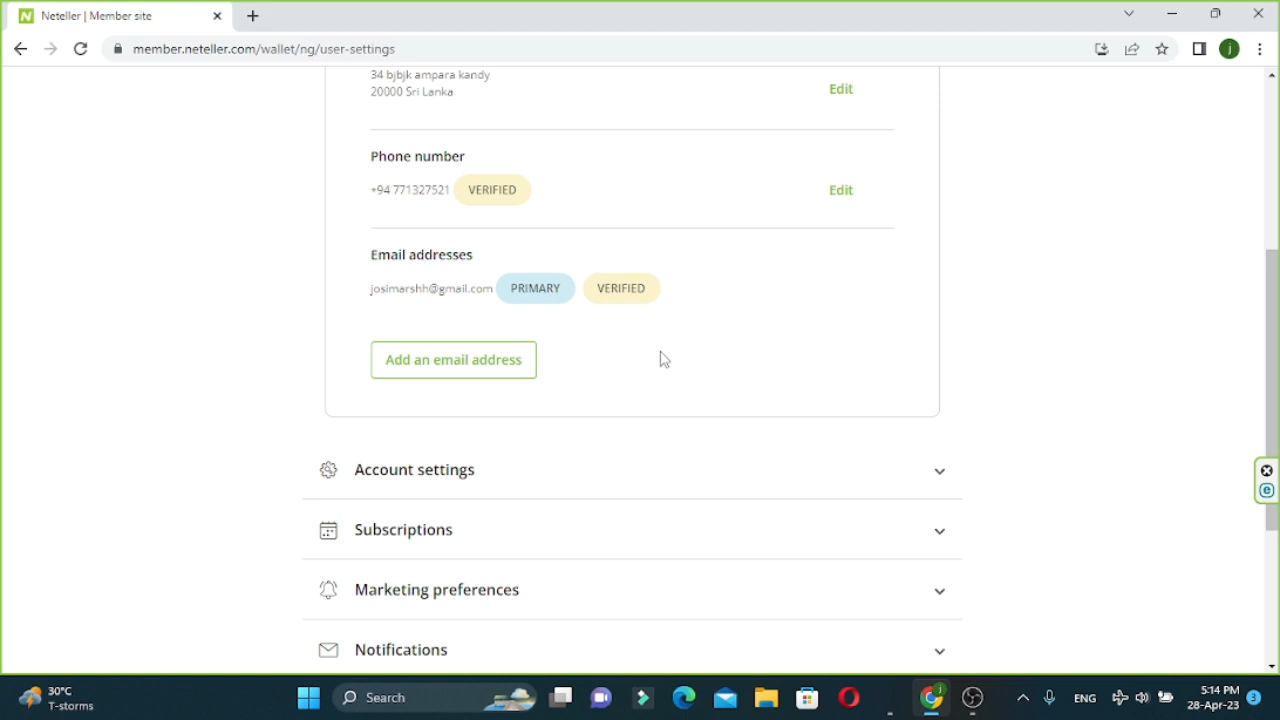 Neteller | Member site
member.neteller.com/wallet/ng/user-settings
j
34 bjbjk ampara kandy
20000 Sri Lanka
Edit
Phone number
+94 771327521 VERIFIED
Edit
Email addresses
josimarshh@gmail.com PRIMARY VERIFIED
Add an email address
Account settings
Subscriptions
Marketing preferences
Notifications
30°C
T-storms
Search
ENG
5:14 PM
28-Apr-23
3